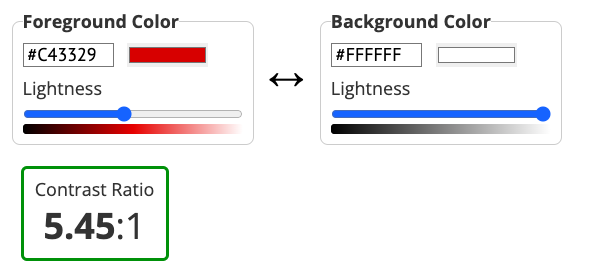 Foreground Color
#C43329
Lightness
↔
Background Color
#FFFFFF
Lightness
Contrast Ratio
5.45:1